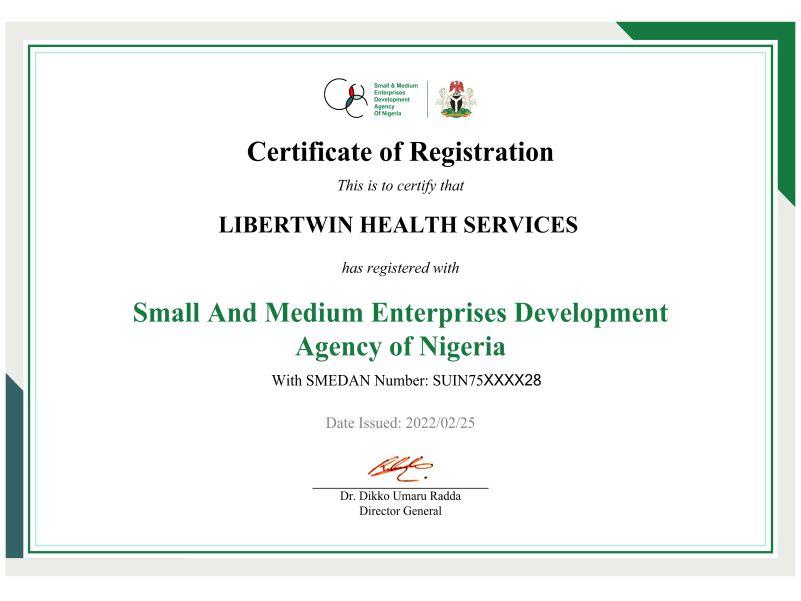 Small & Medium
Enterprises
Development
Agency
Of Nigeria
Certificate of Registration
This is to certify that
LIBERTWIN HEALTH SERVICES
has registered with
Small And Medium Enterprises Development
Agency of Nigeria
With SMEDAN Number: SUIN75XXXX28
Date Issued: 2022/02/25
Dr. Dikko Umaru Radda
Director General